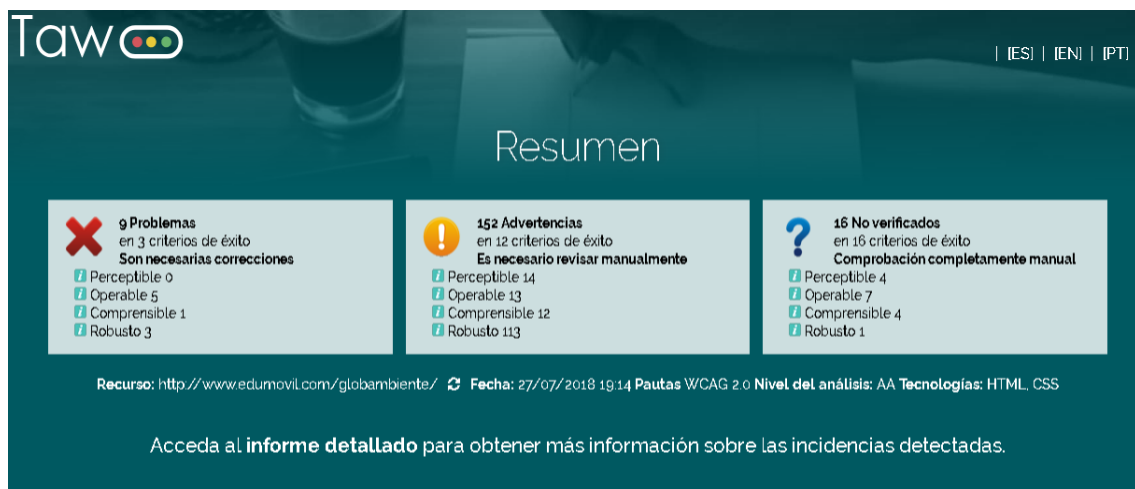 Taw
| [ES] | [EN] | [PT]
Resumen
9 Problemas
en 3 criterios de éxito
Son necesarias correcciones
Perceptible 0
Operable 5
Comprensible 1
Robusto 3
152 Advertencias
en 12 criterios de éxito
Es necesario revisar manualmente
Perceptible 14
Operable 13
Comprensible 12
Robusto 113
16 No verificados
en 16 criterios de éxito
Comprobación completamente manual
Perceptible 4
Operable 7
Comprensible 4
Robusto 1
Recurso: http://www.edumovil.com/globambiente/ Fecha: 27/07/2018 19:14 Pautas WCAG 2.0 Nivel del análisis: AA Tecnologías: HTML, CSS
Acceda al informe detallado para obtener más información sobre las incidencias detectadas.